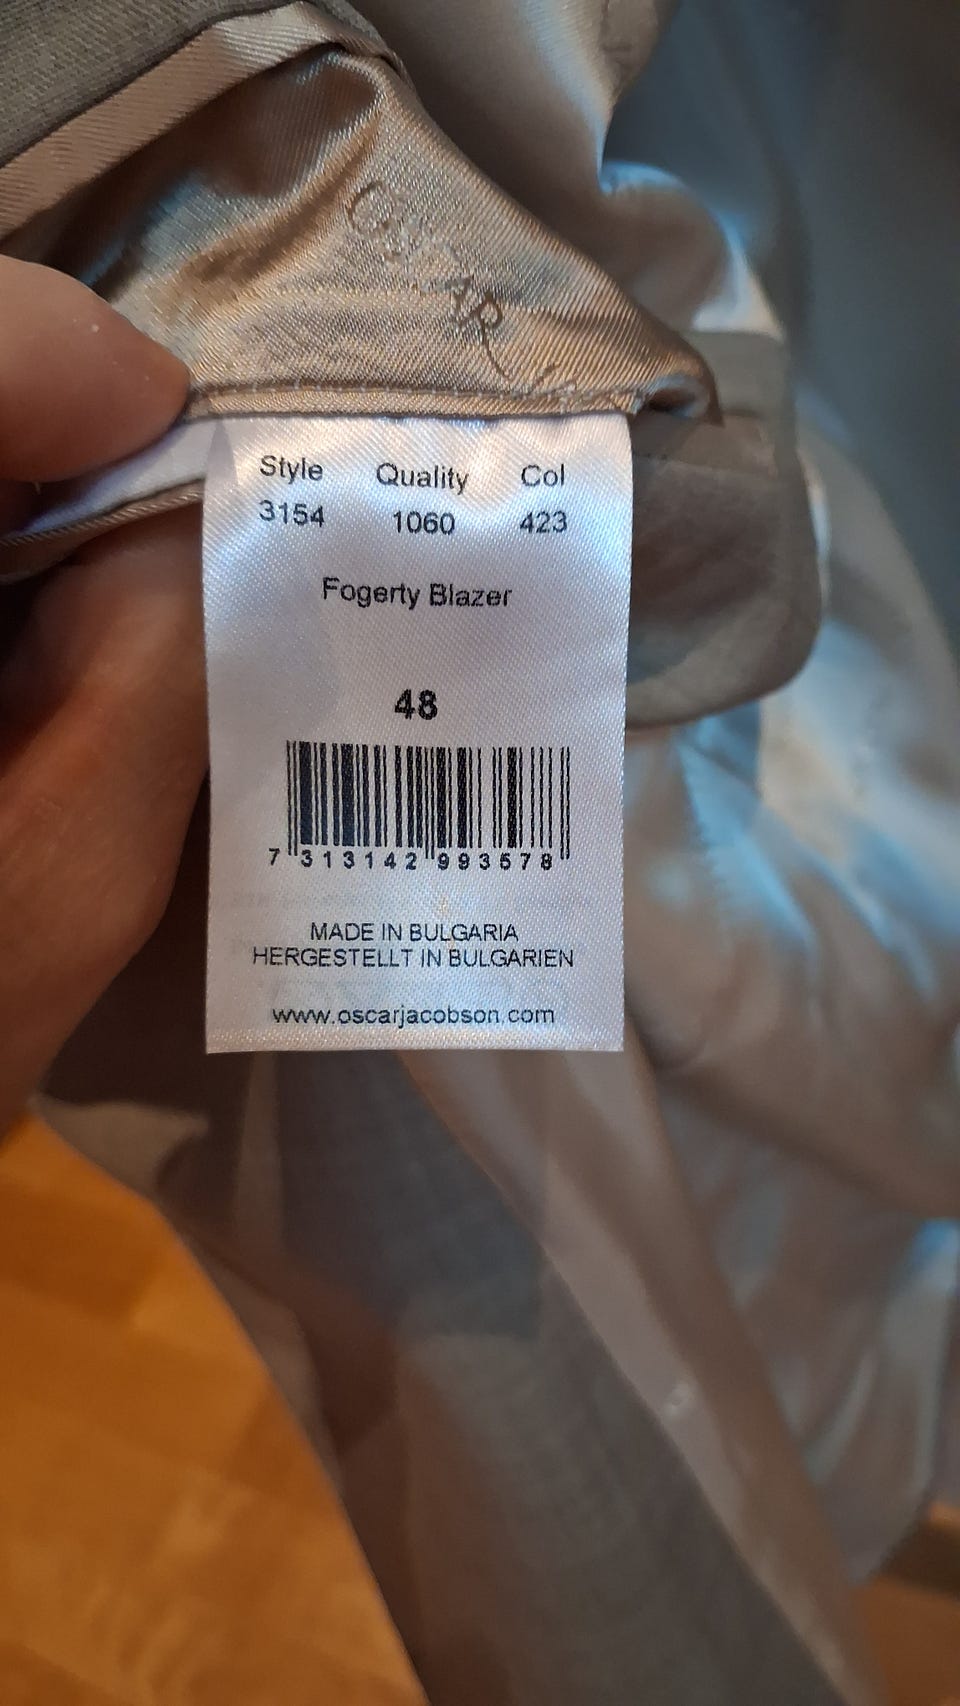 OSCAR J
Style Quality Col
3154 1060 423
Fogerty Blazer
48
7 313142 993578
MADE IN BULGARIA
HERGESTELLT IN BULGARIEN
www.oscarjacobson.com